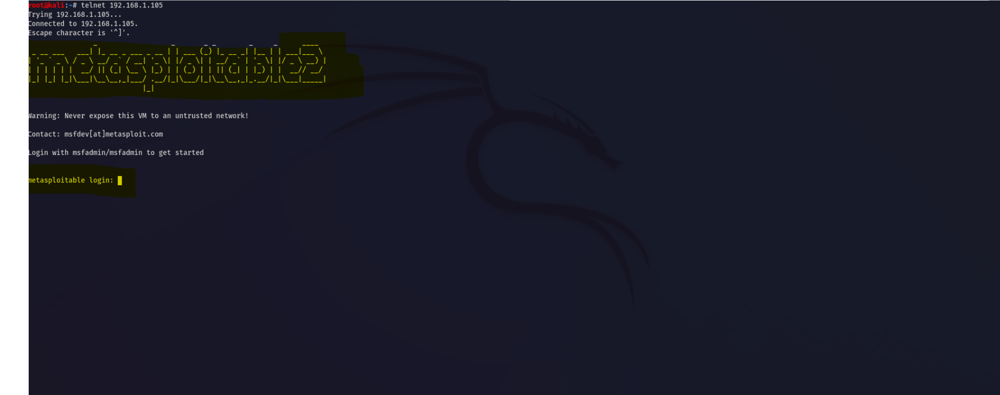 root@kali:~# telnet 192.168.1.105
Trying 192.168.1.105...
Connected to 192.168.1.105.
Escape character is '^]'.
                _                  _       _ _        _     _      ____
 _ __ ___   ___| |_ __ _ ___ _ __ | | ___ (_) |_ __ _| |__ | | ___|___ \
| '_ ` _ \ / _ \ __/ _` / __| '_ \| |/ _ \| | __/ _` | '_ \| |/ _ \ __) |
| | | | | |  __/ || (_| \__ \ |_) | | (_) | | || (_| | |_) | |  __// __/
|_| |_| |_|\___|\__\__,_|___/ .__/|_|\___/|_|\__\__,_|_.__/|_|\___|_____|
                            |_|
Warning: Never expose this VM to an untrusted network!
Contact: msfdev[at]metasploit.com
Login with msfadmin/msfadmin to get started
metasploitable login: